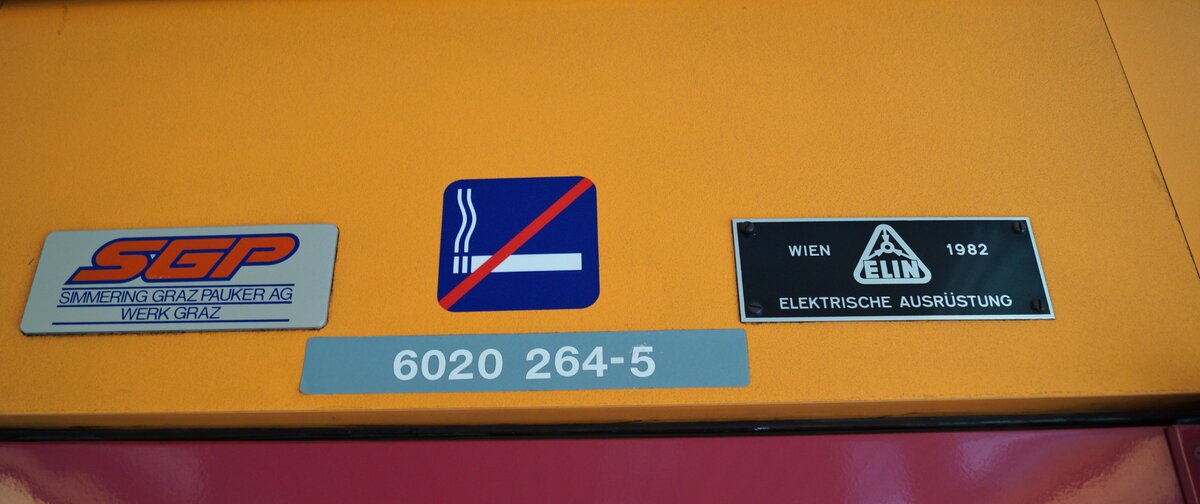 SGP
SIMMERING GRAZ PAUKER AG
WERK GRAZ
6020 264-5
WIEN ELIN 1982
ELEKTRISCHE AUSRÜSTUNG